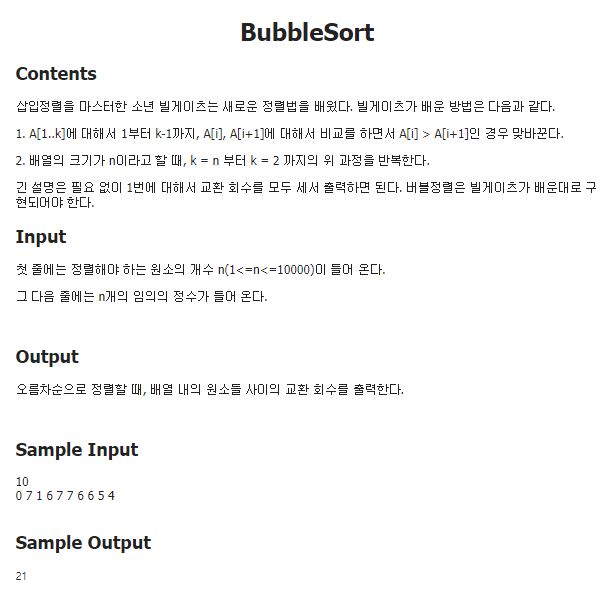 BubbleSort
Contents
삽입정렬을 마스터한 소년 빌게이츠는 새로운 정렬법을 배웠다. 빌게이츠가 배운 방법은 다음과 같다.
1. A[1..k]에 대해서 1부터 k-1까지, A[i], A[i+1]에 대해서 비교를 하면서 A[i] > A[i+1]인 경우 맞바꾼다.
2. 배열의 크기가 n이라고 할 때, k = n 부터 k = 2 까지의 위 과정을 반복한다.
긴 설명은 필요 없이 1번에 대해서 교환 회수를 모두 세서 출력하면 된다. 버블정렬은 빌게이츠가 배운대로 구
현되어야 한다.
Input
첫 줄에는 정렬해야 하는 원소의 개수 n(1<=n<=10000)이 들어 온다.
그 다음 줄에는 n개의 임의의 정수가 들어 온다.
Output
오름차순으로 정렬할 때, 배열 내의 원소들 사이의 교환 회수를 출력한다.
Sample Input
10
0 7 1 6 7 7 6 6 5 4
Sample Output
21